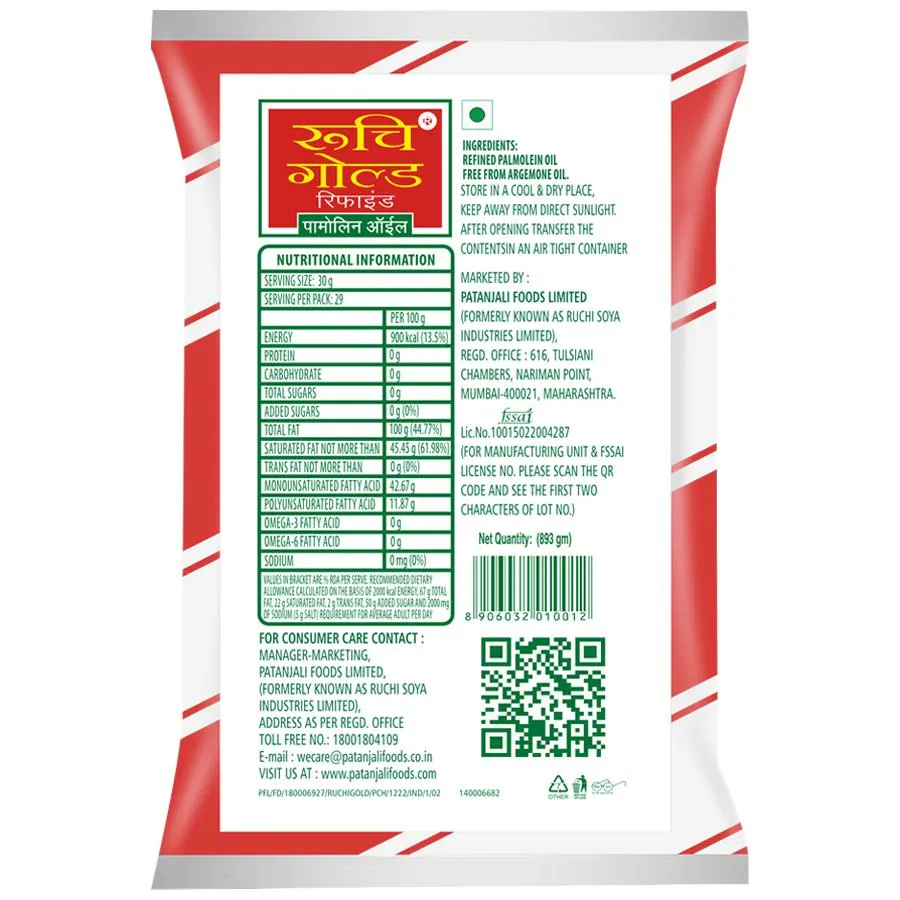 रूचि ®
गोल्ड
रिफाइंड
पामोलिन ऑईल
NUTRITIONAL INFORMATION
SERVING SIZE: 30 g
SERVING PER PACK: 29
PER 100 g
ENERGY 900 kcal (13.5%)
PROTEIN 0 g
CARBOHYDRATE 0 g
TOTAL SUGARS 0 g
ADDED SUGARS 0 g (0%)
TOTAL FAT 100 g (44.77%)
SATURATED FAT NOT MORE THAN 45.45 g (61.98%)
TRANS FAT NOT MORE THAN 0 g (0%)
MONOUNSATURATED FATTY ACID 42.67 g
POLYUNSATURATED FATTY ACID 11.87 g
OMEGA-3 FATTY ACID 0 g
OMEGA-6 FATTY ACID 0 g
SODIUM 0 mg (0%)
VALUES IN BRACKET ARE % RDA PER SERVE. RECOMMENDED DIETARY
ALLOWANCE CALCULATED ON THE BASIS OF 2000 kcal ENERGY, 67 g TOTAL
FAT, 22 g SATURATED FAT, 2 g TRANS FAT, 50 g ADDED SUGAR AND 2000 mg
OF SODIUM (5 g SALT) REQUIREMENT FOR AVERAGE ADULT PER DAY
FOR CONSUMER CARE CONTACT :
MANAGER-MARKETING,
PATANJALI FOODS LIMITED,
(FORMERLY KNOWN AS RUCHI SOYA
INDUSTRIES LIMITED),
ADDRESS AS PER REGD. OFFICE
TOLL FREE NO.: 18001804109
E-mail : wecare@patanjalifoods.co.in
VISIT US AT : www.patanjalifoods.com
PFL/FD/180006927/RUCHIGOLD/PCH/1222/IND/1/02 140006682
INGREDIENTS:
REFINED PALMOLEIN OIL
FREE FROM ARGEMONE OIL.
STORE IN A COOL & DRY PLACE,
KEEP AWAY FROM DIRECT SUNLIGHT.
AFTER OPENING TRANSFER THE
CONTENTSIN AN AIR TIGHT CONTAINER
MARKETED BY :
PATANJALI FOODS LIMITED
(FORMERLY KNOWN AS RUCHI SOYA
INDUSTRIES LIMITED),
REGD. OFFICE : 616, TULSIANI
CHAMBERS, NARIMAN POINT,
MUMBAI-400021, MAHARASHTRA.
fssai
Lic.No.10015022004287
(FOR MANUFACTURING UNIT & FSSAI
LICENSE NO. PLEASE SCAN THE QR
CODE AND SEE THE FIRST TWO
CHARACTERS OF LOT NO.)
Net Quantity: (893 gm)
8 906032 010012
7
OTHER